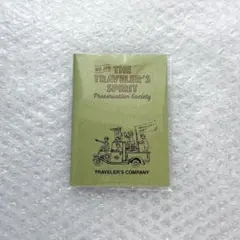 THE
TRAVELER'S
SPIRIT
Preservation Society
TRAVELER'S COMPANY